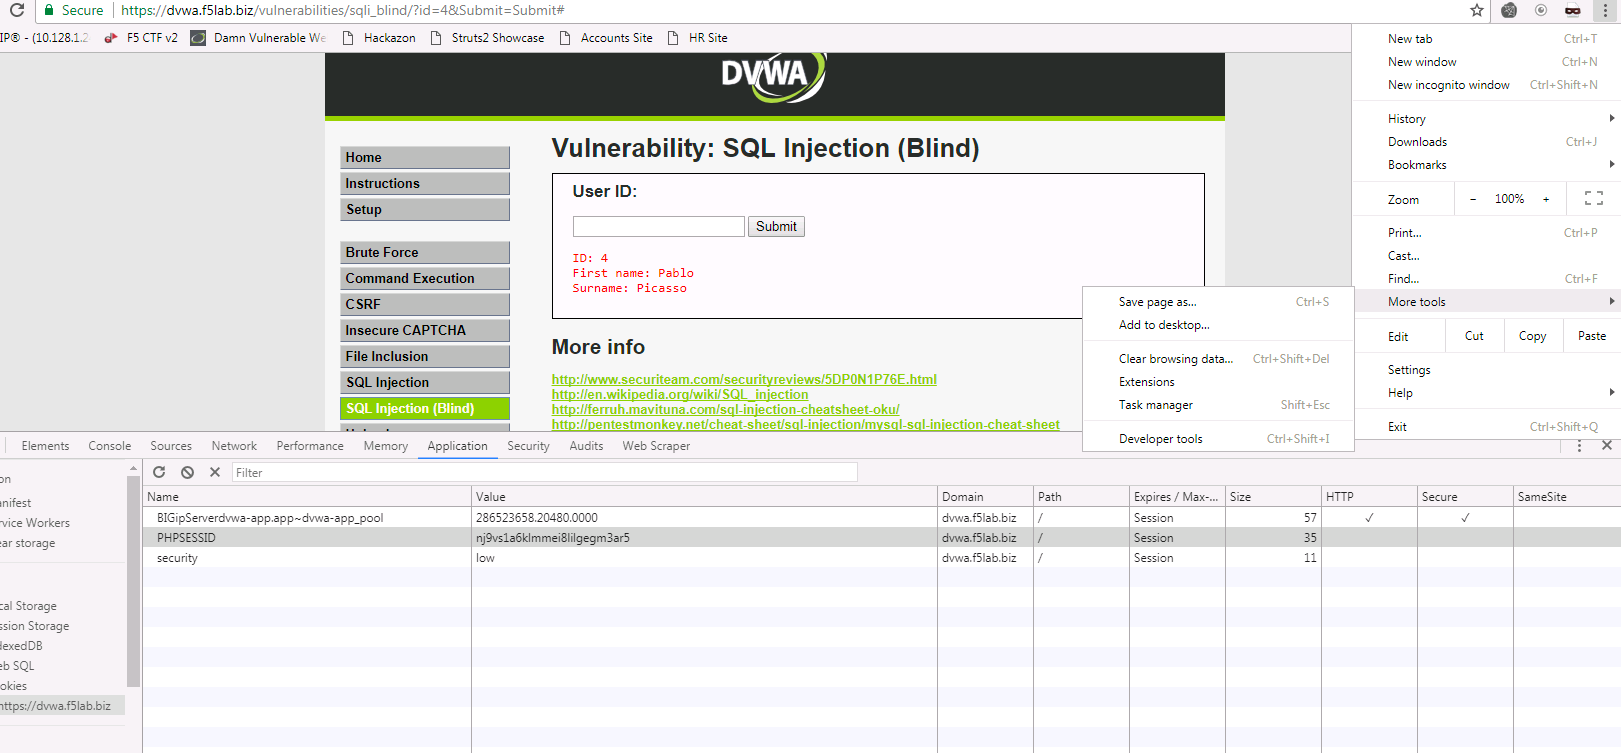 Secure https://dvwa.f5lab.biz/vulnerabilities/sqli_blind/?id=4&Submit=Submit#
IP® - (10.128.1.2 F5 CTF v2 Damn Vulnerable We Hackazon Struts2 Showcase Accounts Site HR Site
DVWA
Home
Instructions
Setup
Brute Force
Command Execution
CSRF
Insecure CAPTCHA
File Inclusion
SQL Injection
SQL Injection (Blind)
Vulnerability: SQL Injection (Blind)
User ID:
Submit
ID: 4
First name: Pablo
Surname: Picasso
More info
http://www.securiteam.com/securityreviews/5DP0N1P76E.html
http://en.wikipedia.org/wiki/SQL_injection
http://ferruh.mavituna.com/sql-injection-cheatsheet-oku/
http://pentestmonkey.net/cheat-sheet/sql-injection/mysql-sql-injection-cheat-sheet
New tab Ctrl+T
New window Ctrl+N
New incognito window Ctrl+Shift+N
History
Downloads Ctrl+J
Bookmarks
Zoom − 100% +
Print... Ctrl+P
Cast...
Find... Ctrl+F
More tools
Edit Cut Copy Paste
Settings
Help
Exit Ctrl+Shift+Q
Save page as... Ctrl+S
Add to desktop...
Clear browsing data... Ctrl+Shift+Del
Extensions
Task manager Shift+Esc
Developer tools Ctrl+Shift+I
Elements Console Sources Network Performance Memory Application Security Audits Web Scraper
on
anifest
rvice Workers
ear storage
cal Storage
ssion Storage
dexedDB
eb SQL
okies
https://dvwa.f5lab.biz
Filter
Name Value Domain Path Expires / Max-... Size HTTP Secure SameSite
BIGipServerdvwa-app.app~dvwa-app_pool 286523658.20480.0000 dvwa.f5lab.biz / Session 57 ✓ ✓
PHPSESSID nj9vs1a6klmmei8lilgegm3ar5 dvwa.f5lab.biz / Session 35
security low dvwa.f5lab.biz / Session 11